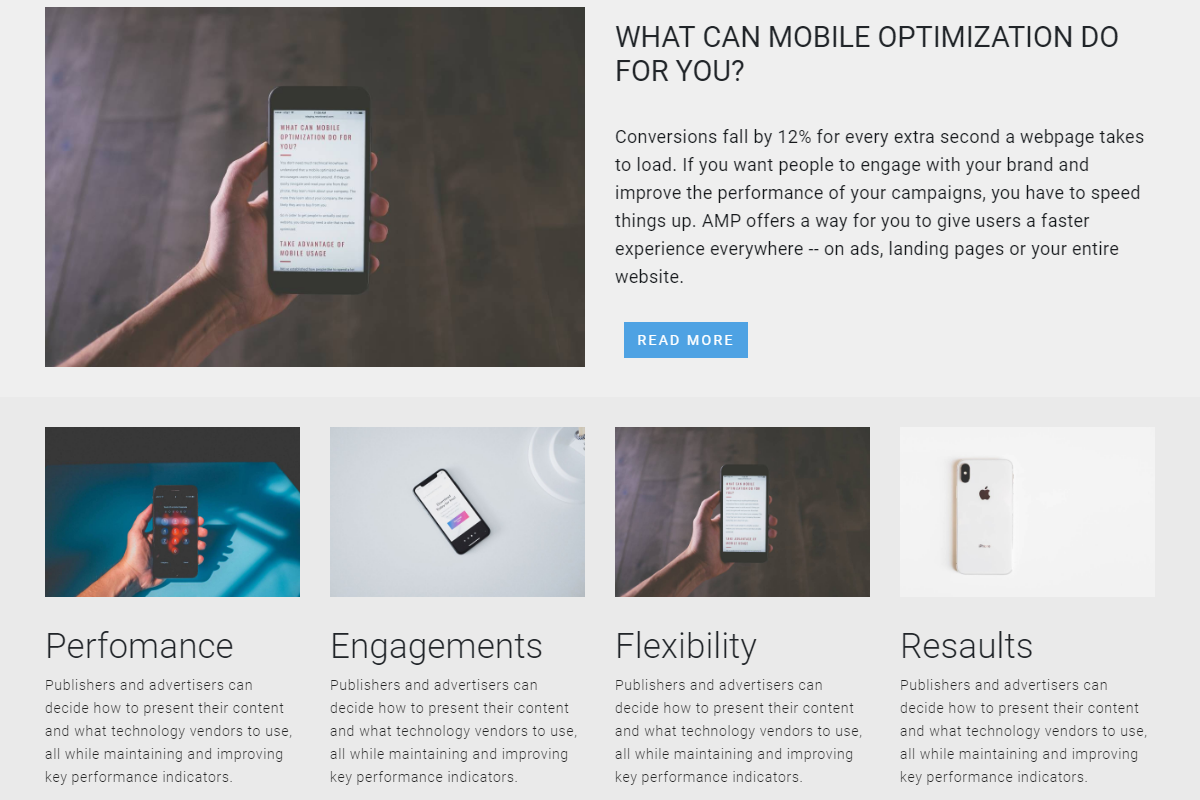 WHAT CAN MOBILE
OPTIMIZATION DO FOR
YOU?
TAKE ADVANTAGE OF
MOBILE USAGE
WHAT CAN MOBILE OPTIMIZATION DO
FOR YOU?
Conversions fall by 12% for every extra second a webpage takes
to load. If you want people to engage with your brand and
improve the performance of your campaigns, you have to speed
things up. AMP offers a way for you to give users a faster
experience everywhere -- on ads, landing pages or your entire
website.
READ MORE
Perfomance
Publishers and advertisers can
decide how to present their content
and what technology vendors to use,
all while maintaining and improving
key performance indicators.
Engagements
Publishers and advertisers can
decide how to present their content
and what technology vendors to use,
all while maintaining and improving
key performance indicators.
Flexibility
Publishers and advertisers can
decide how to present their content
and what technology vendors to use,
all while maintaining and improving
key performance indicators.
Resaults
Publishers and advertisers can
decide how to present their content
and what technology vendors to use,
all while maintaining and improving
key performance indicators.